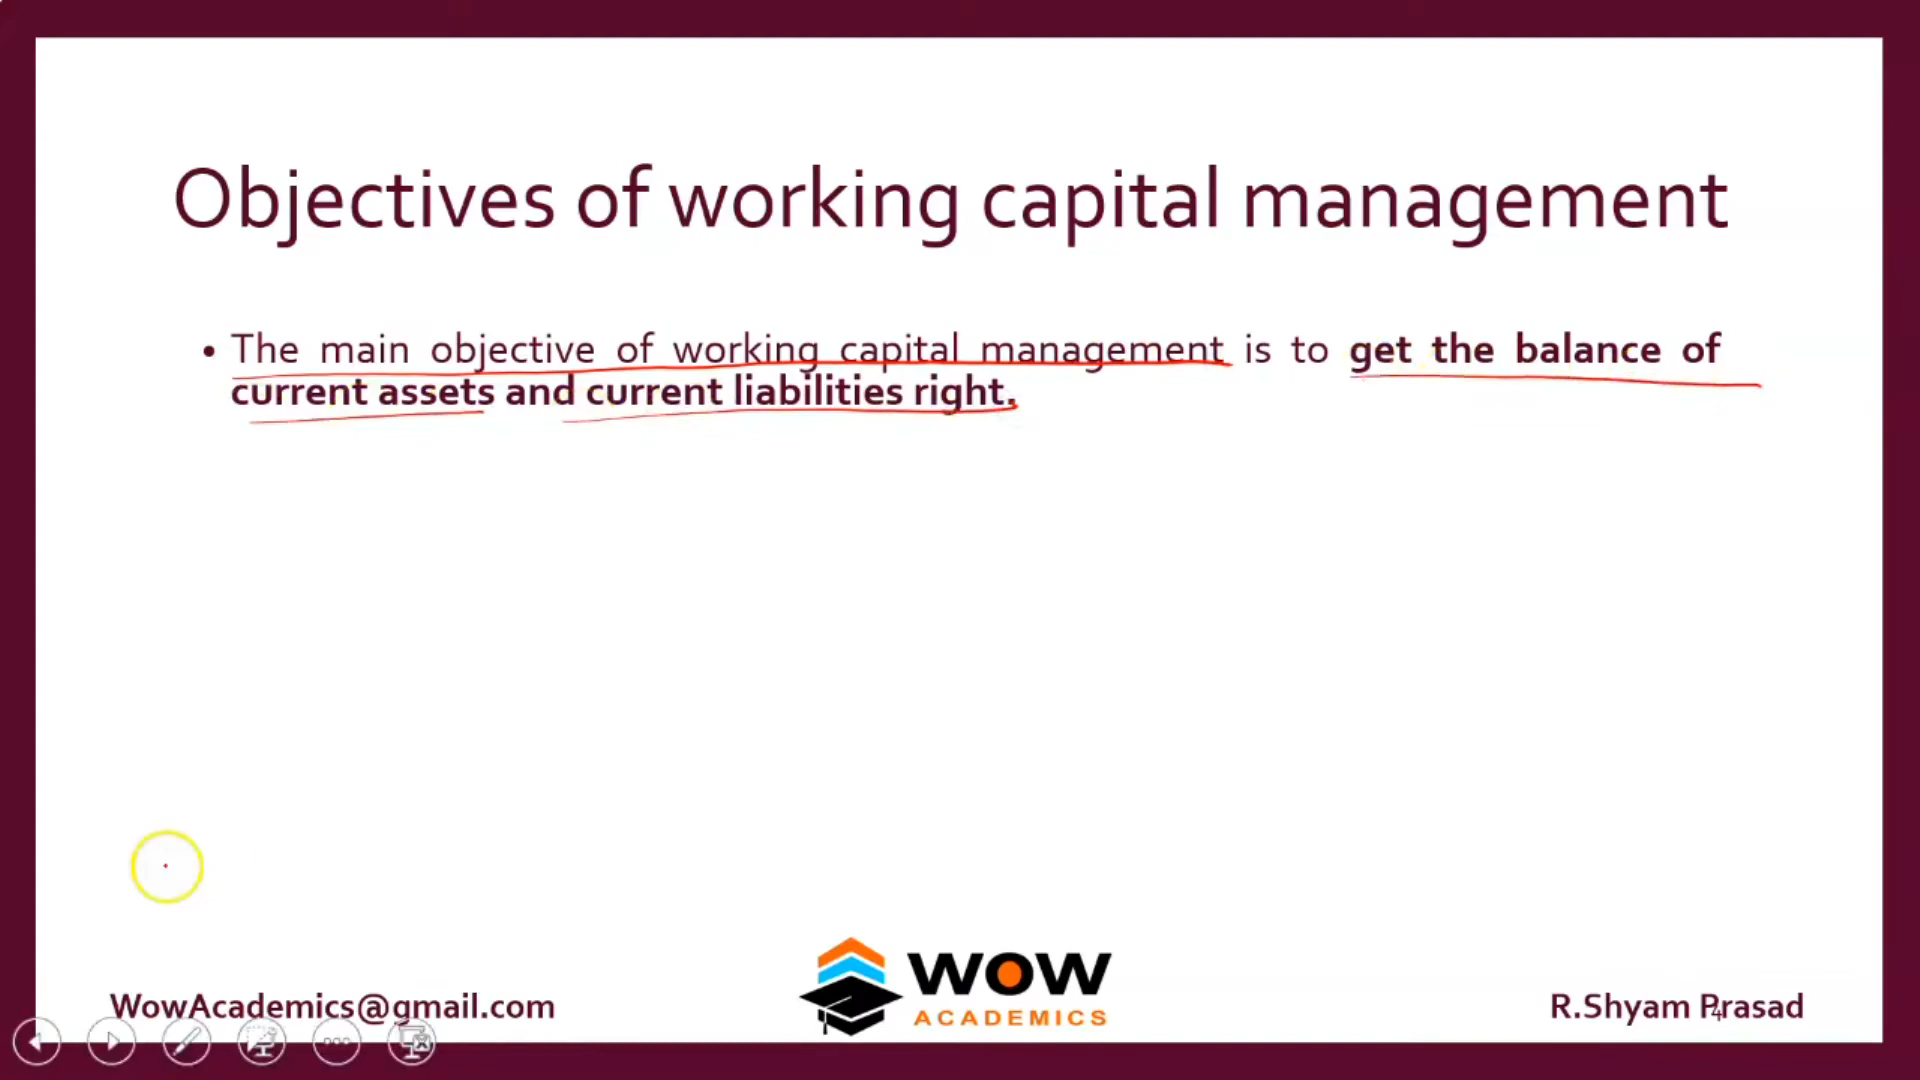 Objectives of working capital management
• The main objective of working capital management is to get the balance of
current assets and current liabilities right.
WowAcademics@gmail.com
WOW
ACADEMICS
R.Shyam Prasad
4